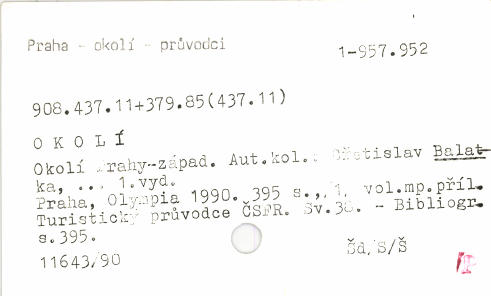 Praha - okolí - průvodci
1-957.952
908.437.11+379.85(437.11)
O K O L Í
Okolí Prahy-západ. Aut.kol.: Břetislav Balat-
ka, ... 1.vyd.
Praha, Olympia 1990. 395 s., 1 vol.mp.příl.
Turistický průvodce ČSFR. Sv.38. - Bibliogr.
s.395.
11643/90
Šd/S/Š